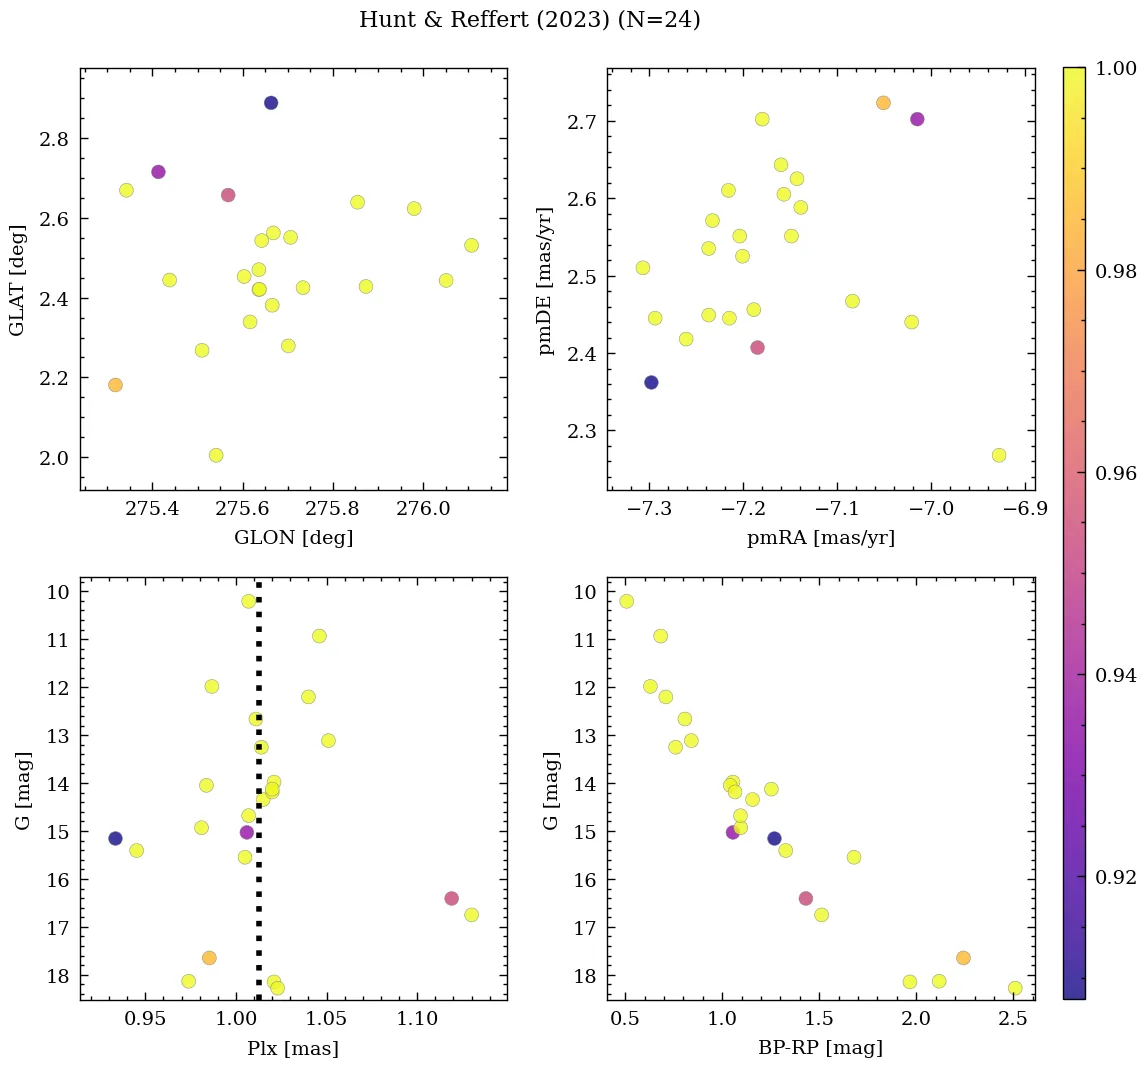 Hunt & Reffert (2023) (N=24)
2.8
2.6
2.4
2.2
2.0
GLAT [deg]
275.4 275.6 275.8 276.0
GLON [deg]
2.7
2.6
2.5
2.4
2.3
pmDE [mas/yr]
−7.3 −7.2 −7.1 −7.0 −6.9
pmRA [mas/yr]
10
11
12
13
14
15
16
17
18
G [mag]
0.95 1.00 1.05 1.10
Plx [mas]
10
11
12
13
14
15
16
17
18
G [mag]
0.5 1.0 1.5 2.0 2.5
BP-RP [mag]
1.00
0.98
0.96
0.94
0.92